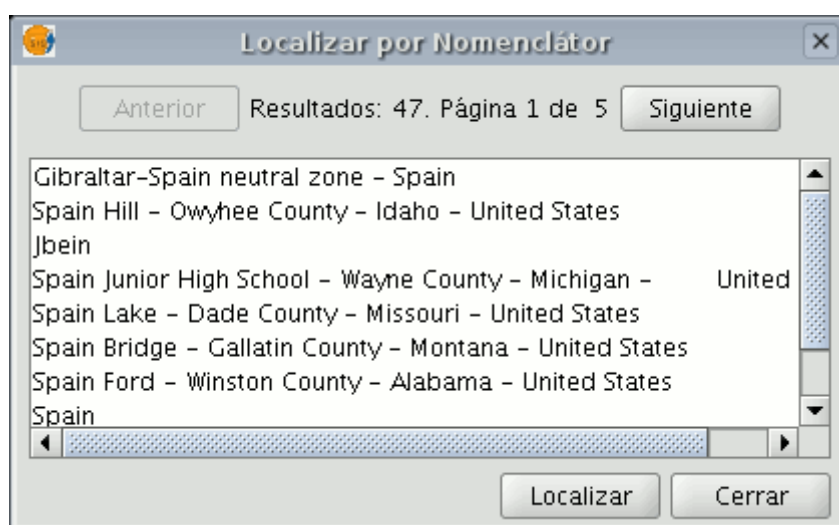 Localizar por Nomenclátor
Anterior Resultados: 47. Página 1 de 5 Siguiente
Gibraltar-Spain neutral zone - Spain
Spain Hill - Owyhee County - Idaho - United States
Jbein
Spain Junior High School - Wayne County - Michigan - United
Spain Lake - Dade County - Missouri - United States
Spain Bridge - Gallatin County - Montana - United States
Spain Ford - Winston County - Alabama - United States
Spain
Localizar Cerrar